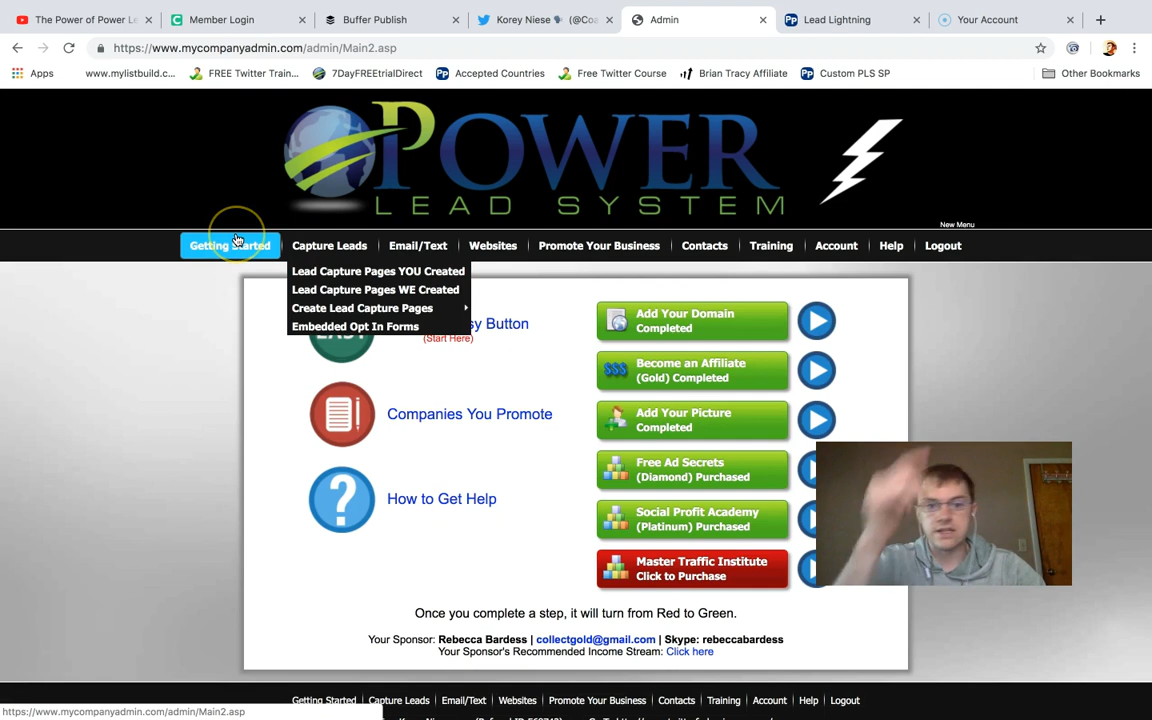 The Power of Power Le
Member Login
Buffer Publish
Korey Niese (@Coa
Admin
Lead Lightning
Your Account
https://www.mycompanyadmin.com/admin/Main2.asp
Apps
www.mylistbuild.c...
FREE Twitter Train...
7DayFREEtrialDirect
Accepted Countries
Free Twitter Course
Brian Tracy Affiliate
Custom PLS SP
Other Bookmarks
POWER
LEAD SYSTEM
New Menu
Getting Started
Capture Leads
Email/Text
Websites
Promote Your Business
Contacts
Training
Account
Help
Logout
Lead Capture Pages YOU Created
Lead Capture Pages WE Created
Create Lead Capture Pages
Embedded Opt In Forms
sy Button
(Start Here)
Companies You Promote
How to Get Help
Add Your Domain
Completed
Become an Affiliate
(Gold) Completed
Add Your Picture
Completed
Free Ad Secrets
(Diamond) Purchased
Social Profit Academy
(Platinum) Purchased
Master Traffic Institute
Click to Purchase
Once you complete a step, it will turn from Red to Green.
Your Sponsor: Rebecca Bardess | collectgold@gmail.com | Skype: rebeccabardess
Your Sponsor's Recommended Income Stream: Click here
Getting Started
Capture Leads
Email/Text
Websites
Promote Your Business
Contacts
Training
Account
Help
Logout
https://www.mycompanyadmin.com/admin/Main2.asp